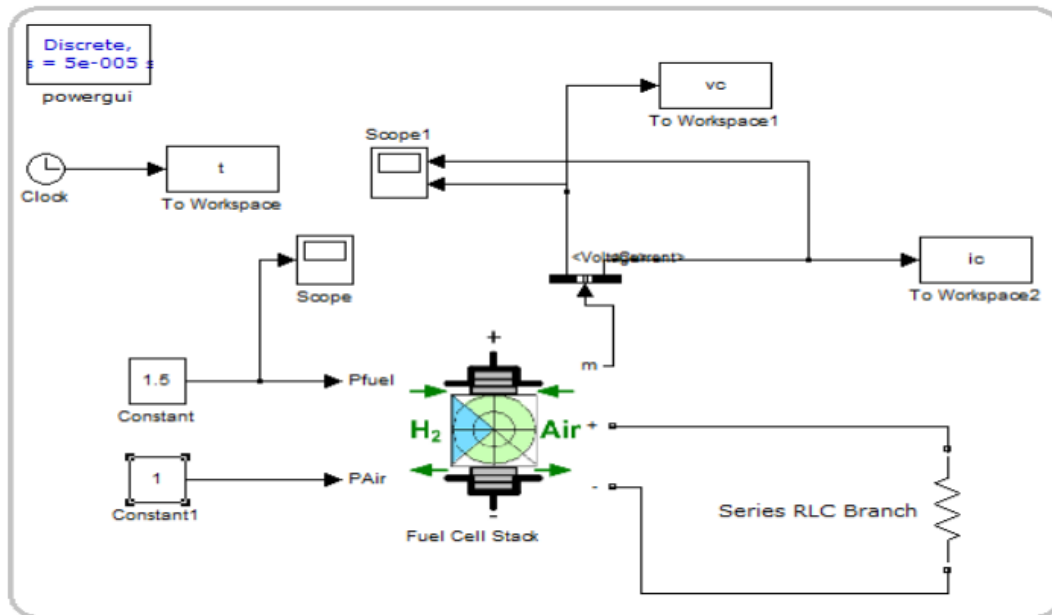 Discrete,
s = 5e-005 s
powergui
vc
To Workspace1
Scope1
t
Clock
To Workspace
ic
To Workspace2
Scope
+
m
1.5
Pfuel
Constant
H2
Air
+
1
PAir
-
Constant1
-
Series RLC Branch
Fuel Cell Stack